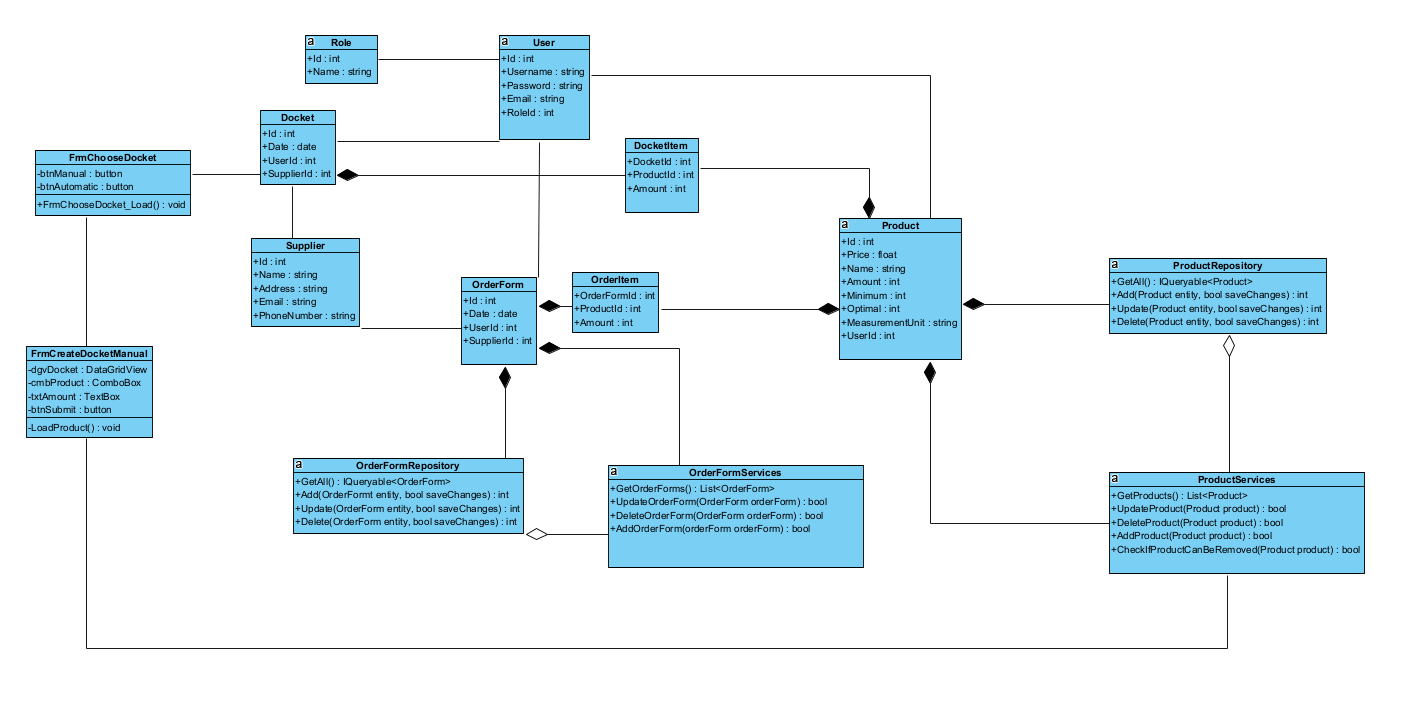 a Role
+Id : int
+Name : string
a User
+Id : int
+Username : string
+Password : string
+Email : string
+RoleId : int
Docket
+Id : int
+Date : date
+UserId : int
+SupplierId : int
DocketItem
+DocketId : int
+ProductId : int
+Amount : int
FrmChooseDocket
-btnManual : button
-btnAutomatic : button
+FrmChooseDocket_Load() : void
Supplier
+Id : int
+Name : string
+Address : string
+Email : string
+PhoneNumber : string
OrderForm
+Id : int
+Date : date
+UserId : int
+SupplierId : int
OrderItem
+OrderFormId : int
+ProductId : int
+Amount : int
a Product
+Id : int
+Price : float
+Name : string
+Amount : int
+Minimum : int
+Optimal : int
+MeasurementUnit : string
+UserId : int
a ProductRepository
+GetAll() : IQueryable<Product>
+Add(Product entity, bool saveChanges) : int
+Update(Product entity, bool saveChanges) : int
+Delete(Product entity, bool saveChanges) : int
FrmCreateDocketManual
-dgvDocket : DataGridView
-cmbProduct : ComboBox
-txtAmount : TextBox
-btnSubmit : button
-LoadProduct() : void
a OrderFormRepository
+GetAll() : IQueryable<OrderForm>
+Add(OrderFormt entity, bool saveChanges) : int
+Update(OrderForm entity, bool saveChanges) : int
+Delete(OrderForm entity, bool saveChanges) : int
a OrderFormServices
+GetOrderForms() : List<OrderForm>
+UpdateOrderForm(OrderForm orderForm) : bool
+DeleteOrderForm(OrderForm orderForm) : bool
+AddOrderForm(orderForm orderForm) : bool
a ProductServices
+GetProducts() : List<Product>
+UpdateProduct(Product product) : bool
+DeleteProduct(Product product) : bool
+AddProduct(Product product) : bool
+CheckIfProductCanBeRemoved(Product product) : bool